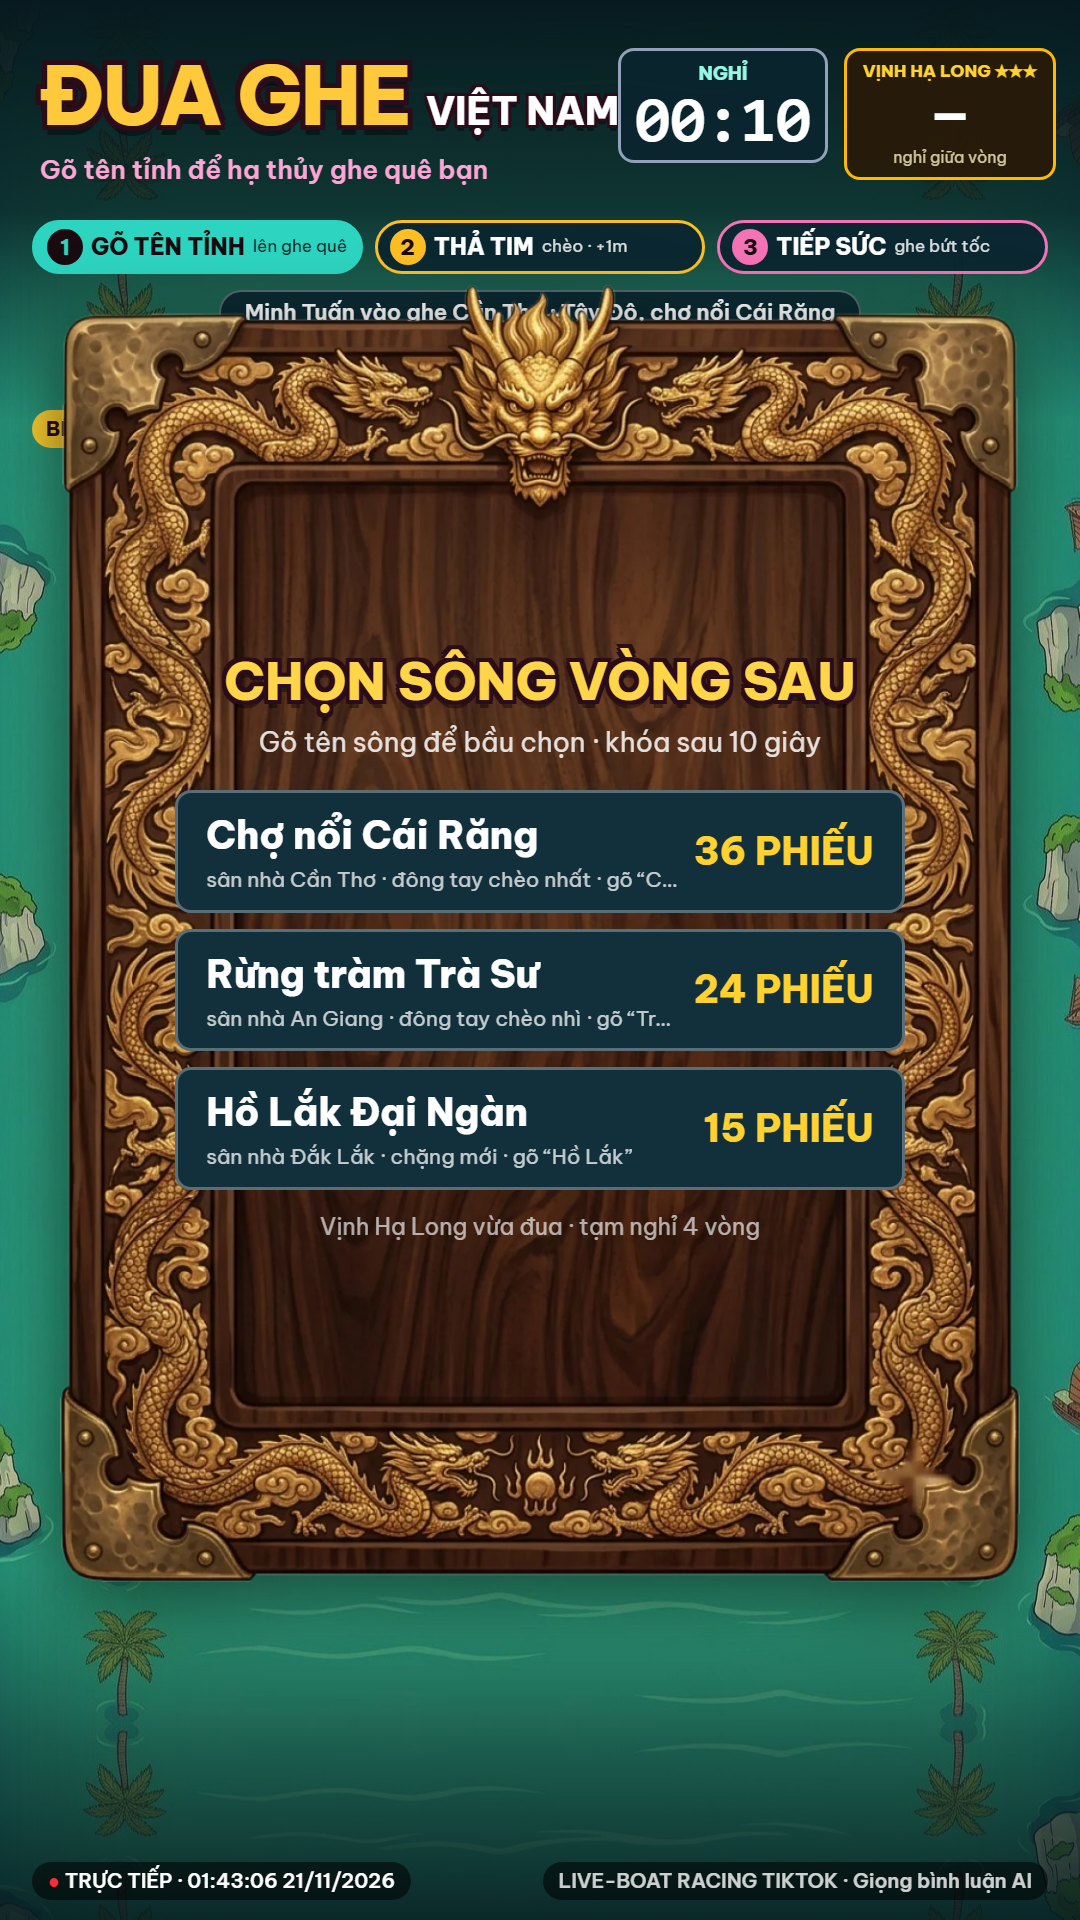 ĐUA GHE VIỆT NAM
Gõ tên tỉnh để hạ thủy ghe quê bạn
NGHỈ
00:10
VỊNH HẠ LONG ★★★
–
nghỉ giữa vòng
1 GÕ TÊN TỈNH lên ghe quê
2 THẢ TIM chèo · +1m
3 TIẾP SỨC ghe bứt tốc
Minh Tuấn vào ghe Tây Đô, chợ nổi Cái Răng
CHỌN SÔNG VÒNG SAU
Gõ tên sông để bầu chọn · khóa sau 10 giây
Chợ nổi Cái Răng
sân nhà Cần Thơ · đông tay chèo nhất · gõ “C...
36 PHIẾU
Rừng tràm Trà Sư
sân nhà An Giang · đông tay chèo nhì · gõ “Tr...
24 PHIẾU
Hồ Lắk Đại Ngàn
sân nhà Đắk Lắk · chặng mới · gõ “Hồ Lắk”
15 PHIẾU
Vịnh Hạ Long vừa đua · tạm nghỉ 4 vòng
● TRỰC TIẾP · 01:43:06 21/11/2026
LIVE-BOAT RACING TIKTOK · Giọng bình luận AI